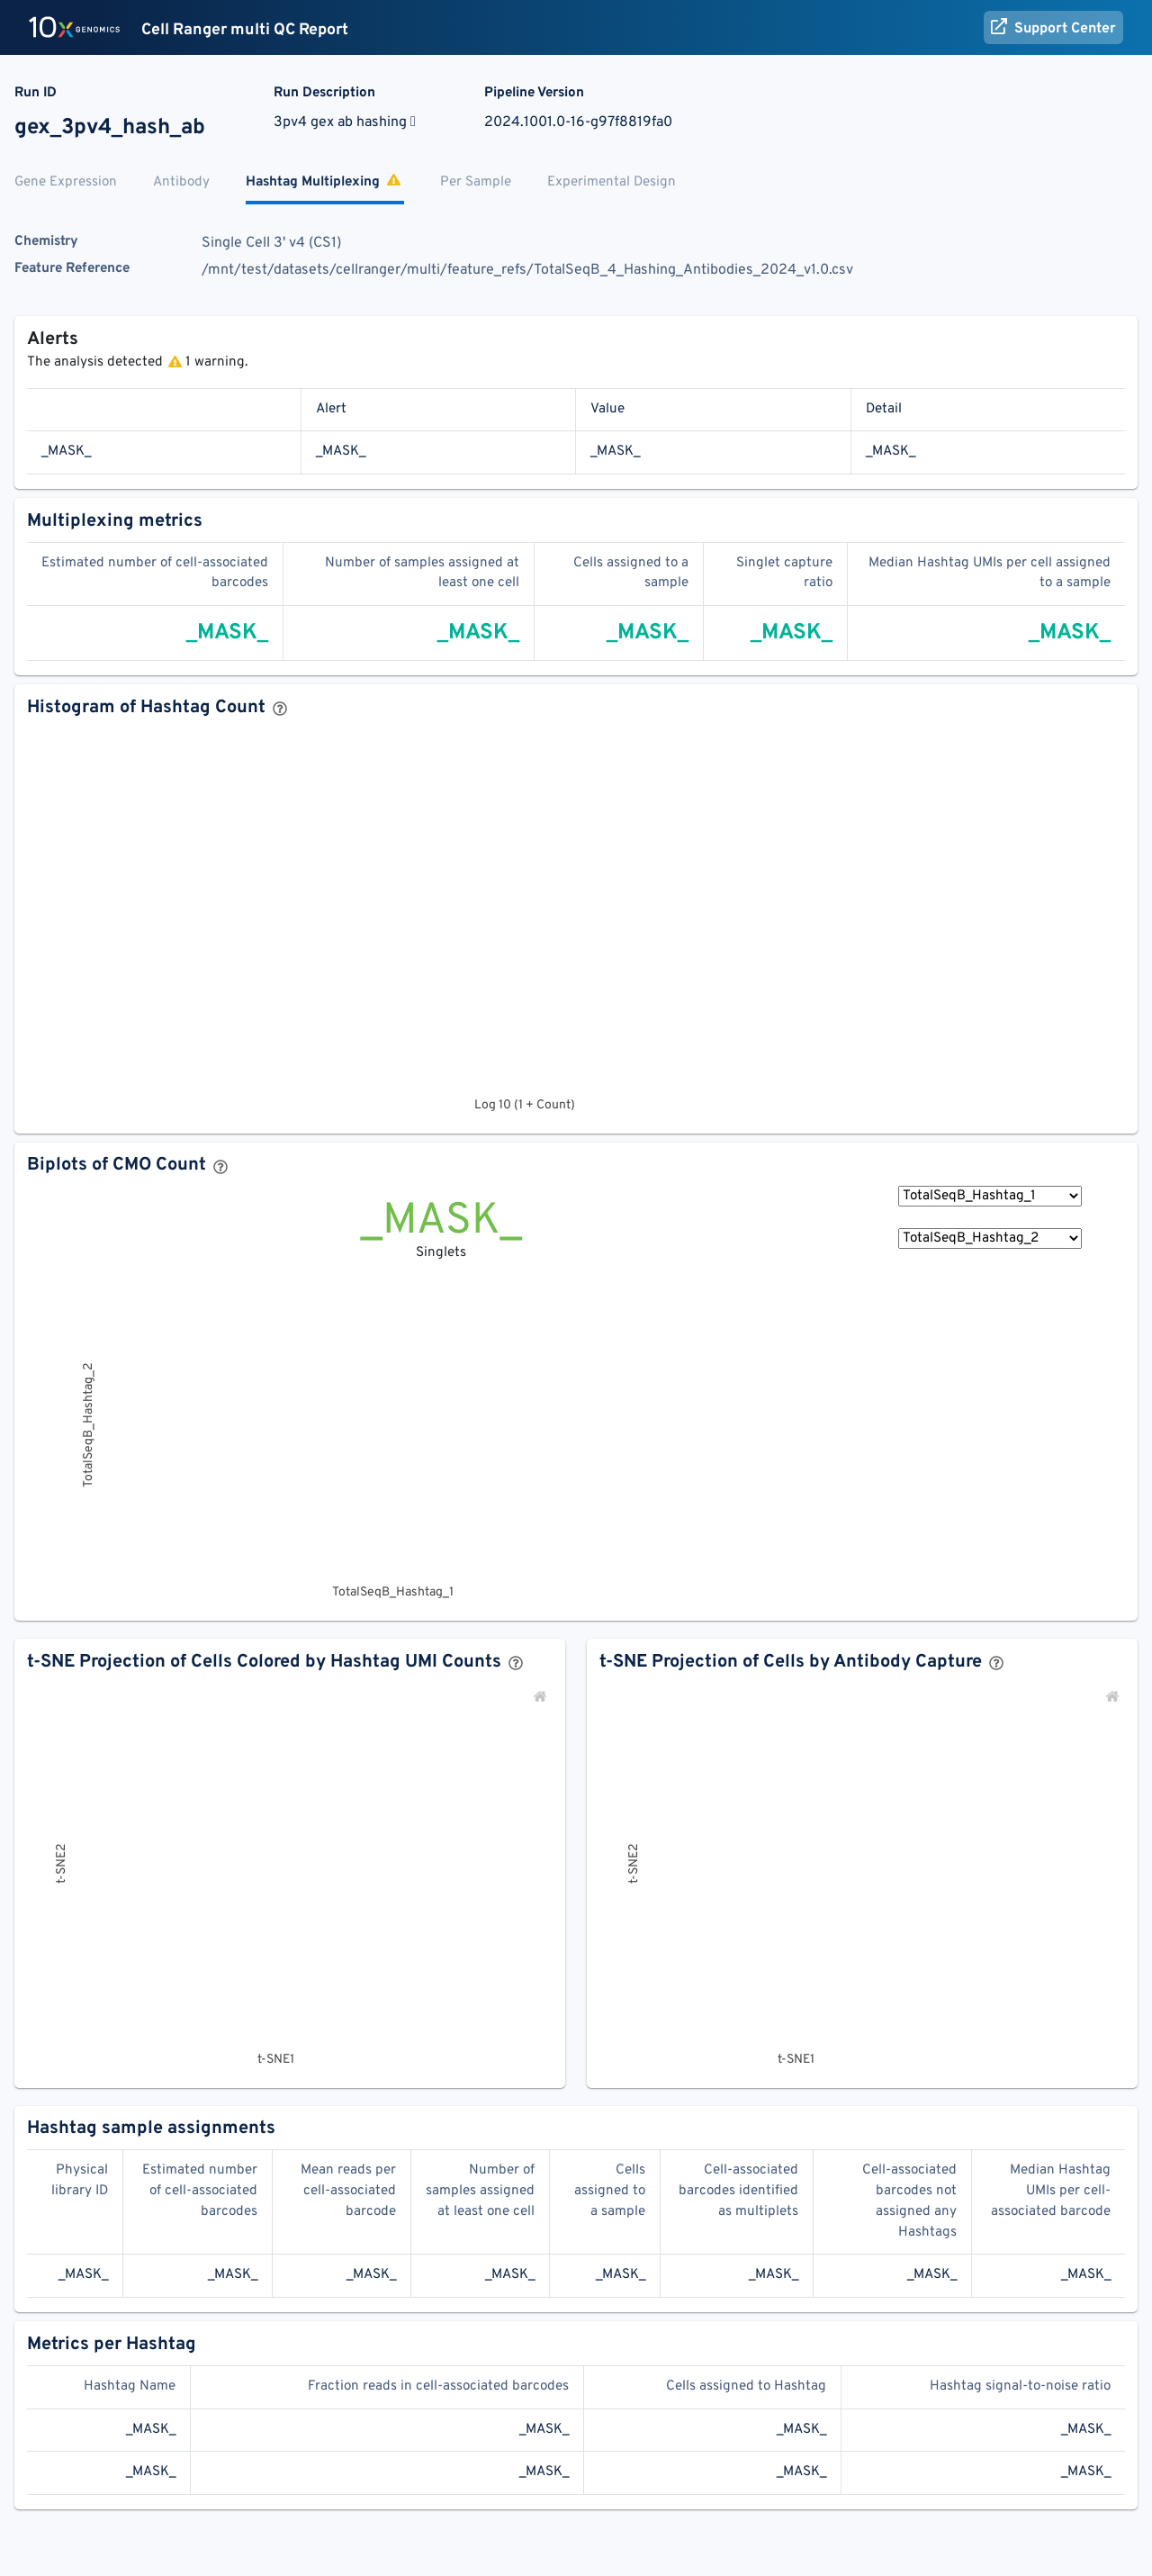 10x GENOMICS Cell Ranger multi QC Report Support Center
Run ID Run Description Pipeline Version
gex_3pv4_hash_ab 3pv4 gex ab hashing 2024.1001.0-16-g97f8819fa0
Gene Expression Antibody Hashtag Multiplexing Per Sample Experimental Design
Chemistry Single Cell 3' v4 (CS1)
Feature Reference /mnt/test/datasets/cellranger/multi/feature_refs/TotalSeqB_4_Hashing_Antibodies_2024_v1.0.csv
Alerts
The analysis detected 1 warning.
Alert Value Detail
_MASK_ _MASK_ _MASK_ _MASK_
Multiplexing metrics
Estimated number of cell-associated Number of samples assigned at Cells assigned to a Singlet capture Median Hashtag UMIs per cell assigned
barcodes least one cell sample ratio to a sample
_MASK_ _MASK_ _MASK_ _MASK_ _MASK_
Histogram of Hashtag Count
Log 10 (1 + Count)
Biplots of CMO Count
TotalSeqB_Hashtag_1
_MASK_
TotalSeqB_Hashtag_2
Singlets
TotalSeqB_Hashtag_2
TotalSeqB_Hashtag_1
t-SNE Projection of Cells Colored by Hashtag UMI Counts t-SNE Projection of Cells by Antibody Capture
t-SNE2 t-SNE2
t-SNE1 t-SNE1
Hashtag sample assignments
Physical Estimated number Mean reads per Number of Cells Cell-associated Cell-associated Median Hashtag
library ID of cell-associated cell-associated samples assigned assigned to barcodes identified barcodes not UMIs per cell-
barcodes barcode at least one cell a sample as multiplets assigned any associated barcode
Hashtags
_MASK_ _MASK_ _MASK_ _MASK_ _MASK_ _MASK_ _MASK_ _MASK_
Metrics per Hashtag
Hashtag Name Fraction reads in cell-associated barcodes Cells assigned to Hashtag Hashtag signal-to-noise ratio
_MASK_ _MASK_ _MASK_ _MASK_
_MASK_ _MASK_ _MASK_ _MASK_